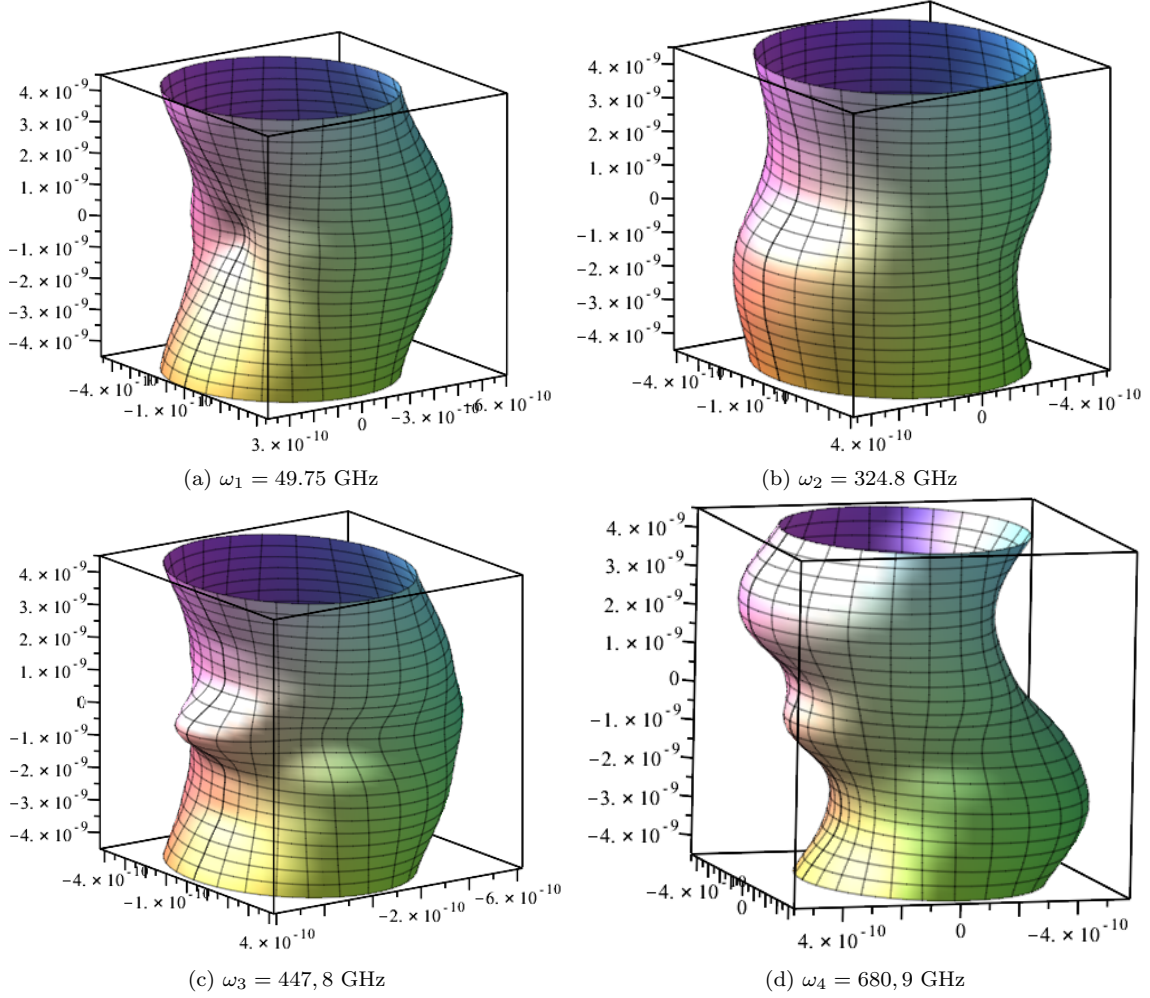 4. × 10⁻⁹
3. × 10⁻⁹
2. × 10⁻⁹
1. × 10⁻⁹
0
−1. × 10⁻⁹
−2. × 10⁻⁹
−3. × 10⁻⁹
−4. × 10⁻⁹
−4. × 10⁻¹⁰
−1. × 10⁻¹⁰
3. × 10⁻¹⁰
0
−3. × 10⁻¹⁰
−6. × 10⁻¹⁰
(a) ω₁ = 49.75 GHz
4. × 10⁻⁹
3. × 10⁻⁹
2. × 10⁻⁹
1. × 10⁻⁹
0
−1. × 10⁻⁹
−2. × 10⁻⁹
−3. × 10⁻⁹
−4. × 10⁻⁹
−4. × 10⁻¹⁰
−1. × 10⁻¹⁰
4. × 10⁻¹⁰
0
−4. × 10⁻¹⁰
(b) ω₂ = 324.8 GHz
4. × 10⁻⁹
3. × 10⁻⁹
2. × 10⁻⁹
1. × 10⁻⁹
0
−1. × 10⁻⁹
−2. × 10⁻⁹
−3. × 10⁻⁹
−4. × 10⁻⁹
−4. × 10⁻¹⁰
−1. × 10⁻¹⁰
4. × 10⁻¹⁰
−2. × 10⁻¹⁰
−6. × 10⁻¹⁰
(c) ω₃ = 447, 8 GHz
4. × 10⁻⁹
3. × 10⁻⁹
2. × 10⁻⁹
1. × 10⁻⁹
0
−1. × 10⁻⁹
−2. × 10⁻⁹
−3. × 10⁻⁹
−4. × 10⁻⁹
−4. × 10⁻¹⁰
0
4. × 10⁻¹⁰
0
−4. × 10⁻¹⁰
(d) ω₄ = 680, 9 GHz